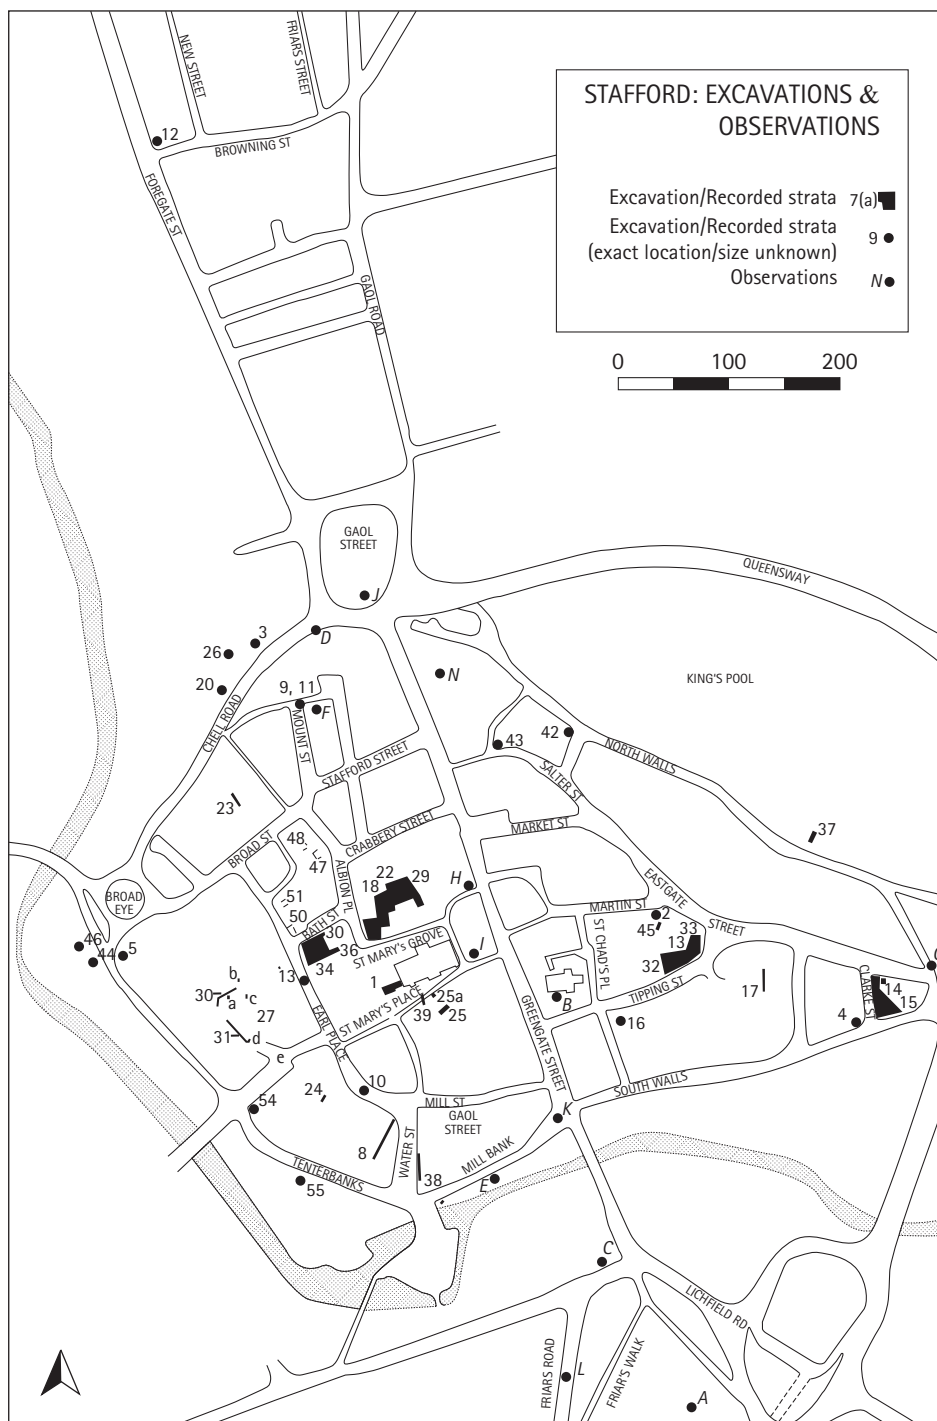 STAFFORD: EXCAVATIONS &
OBSERVATIONS
Excavation/Recorded strata 7(a)
Excavation/Recorded strata
(exact location/size unknown) 9
Observations N
0 100 200
NEW STREET
FRIARS STREET
12
BROWNING ST
FOREGATE ST
GAOL ROAD
GAOL
STREET
J
QUEENSWAY
3
D
26
20
CHELL ROAD
9, 11
F
MOUNT ST
N
KING'S POOL
42
43
NORTH WALLS
SALTER ST
STAFFORD STREET
23
BROAD ST
48
47
CRABBERY STREET
MARKET ST
37
ALBION PL
22
18
29
H
EASTGATE
STREET
BROAD
EYE
51
50
BATH ST
30
36
34
ST MARY's GROVE
I
MARTIN ST
2
45
33
13
32
ST CHAD'S PL
46
44
5
13
1
ST MARY'S PLACE
25a
39
25
B
TIPPING ST
17
CLARKE ST
14
15
4
b
30
a
c
27
31
d
e
EARL PLACE
GREENGATE STREET
16
SOUTH WALLS
24
10
54
MILL ST
GAOL
STREET
K
8
WATER ST
MILL BANK
38
E
TENTERBANKS
55
C
LICHFIELD RD
FRIARS ROAD
L
FRIAR'S WALK
A